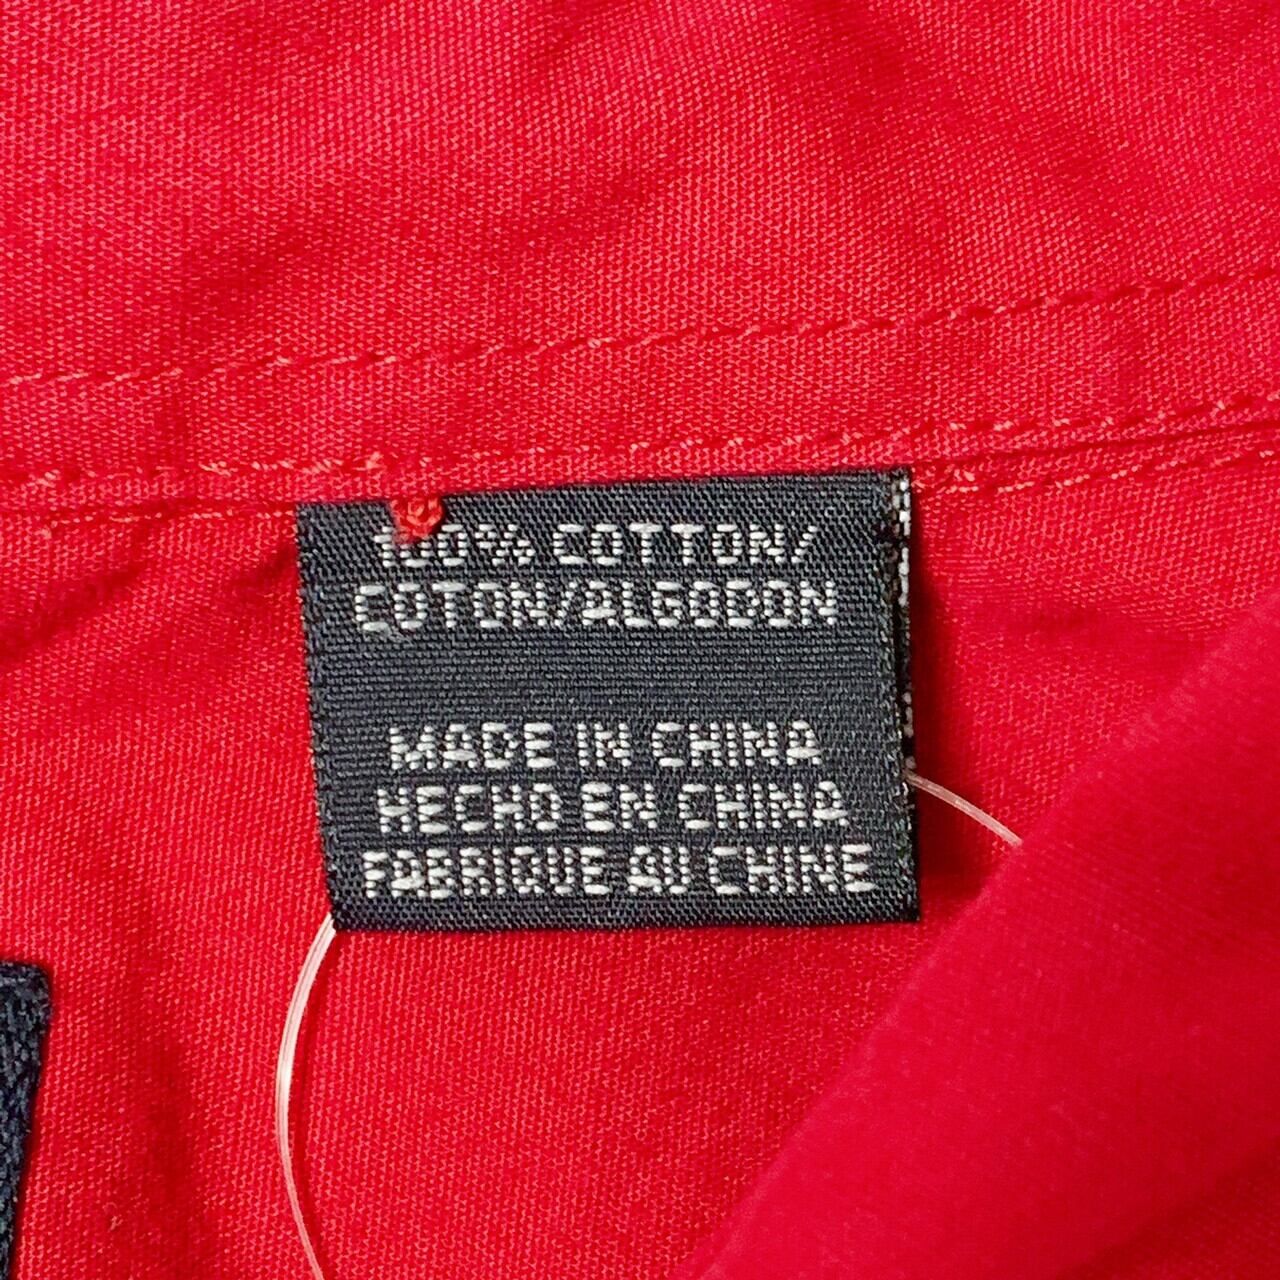 100% COTTON/
COTON/ALGODON
MADE IN CHINA
HECHO EN CHINA
FABRIQUE AU CHINE